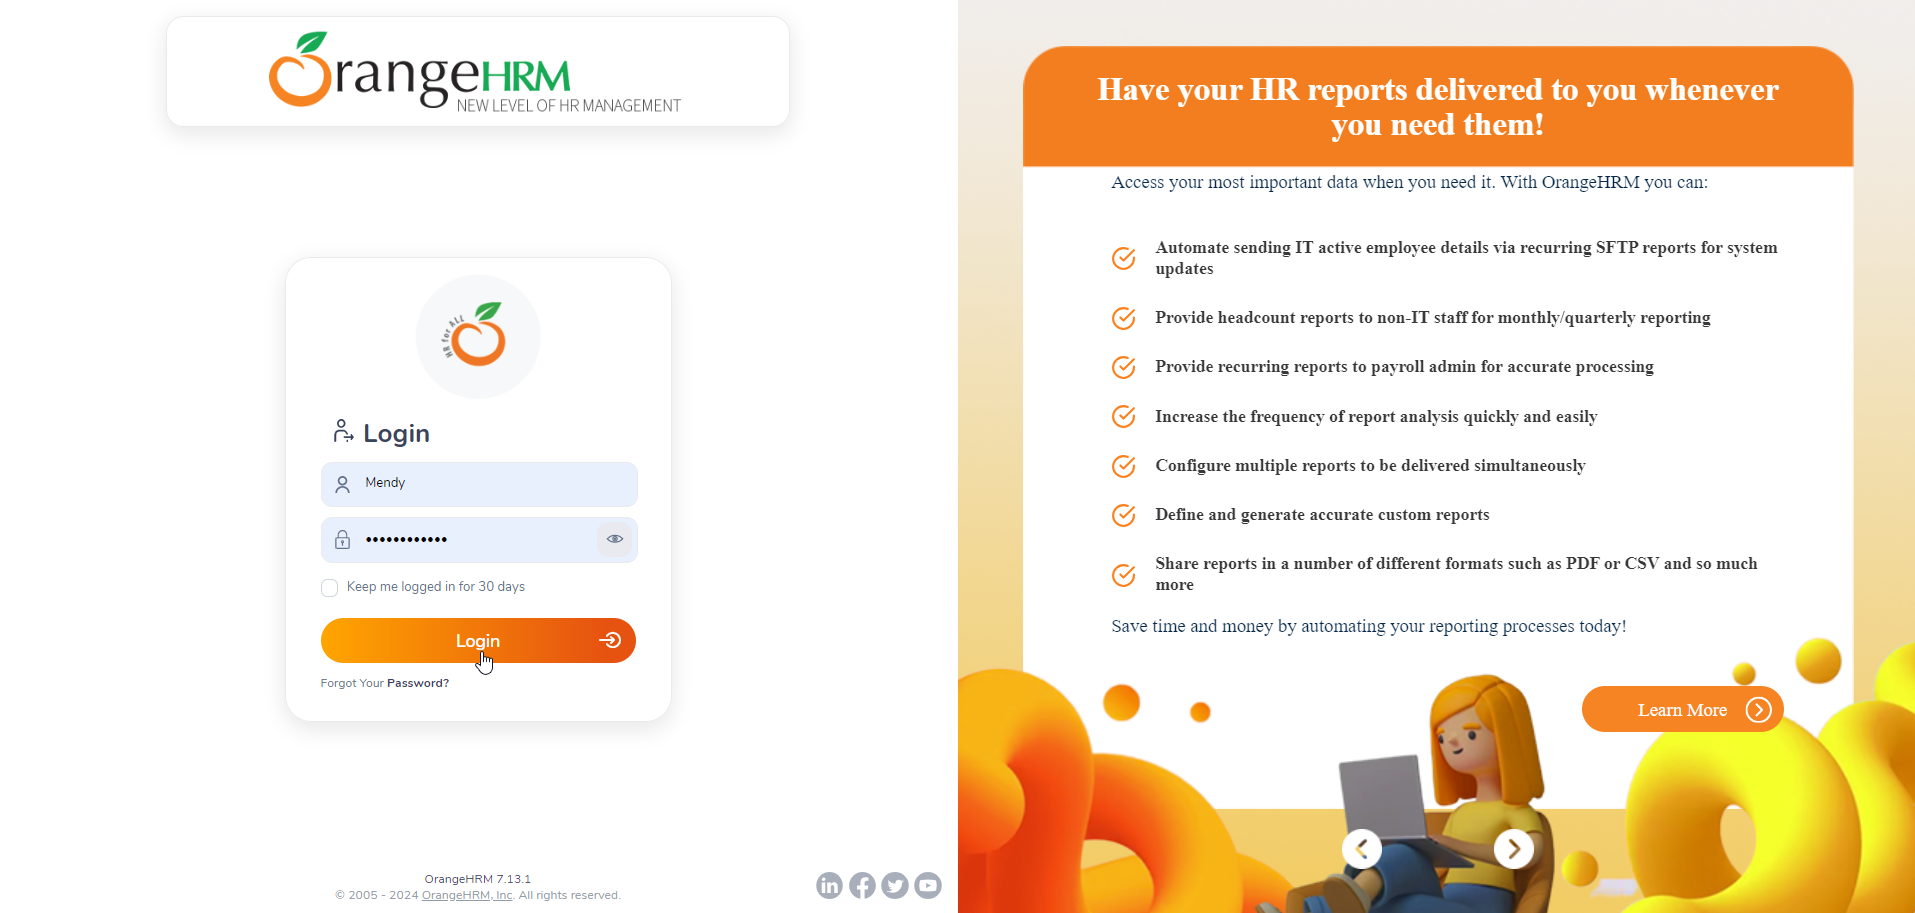 OrangeHRM
NEW LEVEL OF HR MANAGEMENT
HR for ALL
Login
Mendy
••••••••••••
Keep me logged in for 30 days
Login
Forgot Your Password?
OrangeHRM 7.13.1
© 2005 - 2024 OrangeHRM, Inc. All rights reserved.
Have your HR reports delivered to you whenever
you need them!
Access your most important data when you need it. With OrangeHRM you can:
Automate sending IT active employee details via recurring SFTP reports for system
updates
Provide headcount reports to non-IT staff for monthly/quarterly reporting
Provide recurring reports to payroll admin for accurate processing
Increase the frequency of report analysis quickly and easily
Configure multiple reports to be delivered simultaneously
Define and generate accurate custom reports
Share reports in a number of different formats such as PDF or CSV and so much
more
Save time and money by automating your reporting processes today!
Learn More